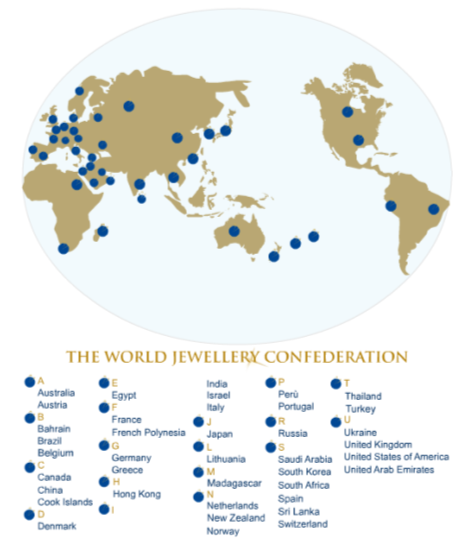 THE WORLD JEWELLERY CONFEDERATION
A
Australia
Austria
B
Bahrain
Brazil
Belgium
C
Canada
China
Cook Islands
D
Denmark
E
Egypt
F
France
French Polynesia
G
Germany
Greece
H
Hong Kong
I
India
Israel
Italy
J
Japan
L
Lithuania
M
Madagascar
N
Netherlands
New Zealand
Norway
P
Perù
Portugal
R
Russia
S
Saudi Arabia
South Korea
South Africa
Spain
Sri Lanka
Switzerland
T
Thailand
Turkey
U
Ukraine
United Kingdom
United States of America
United Arab Emirates